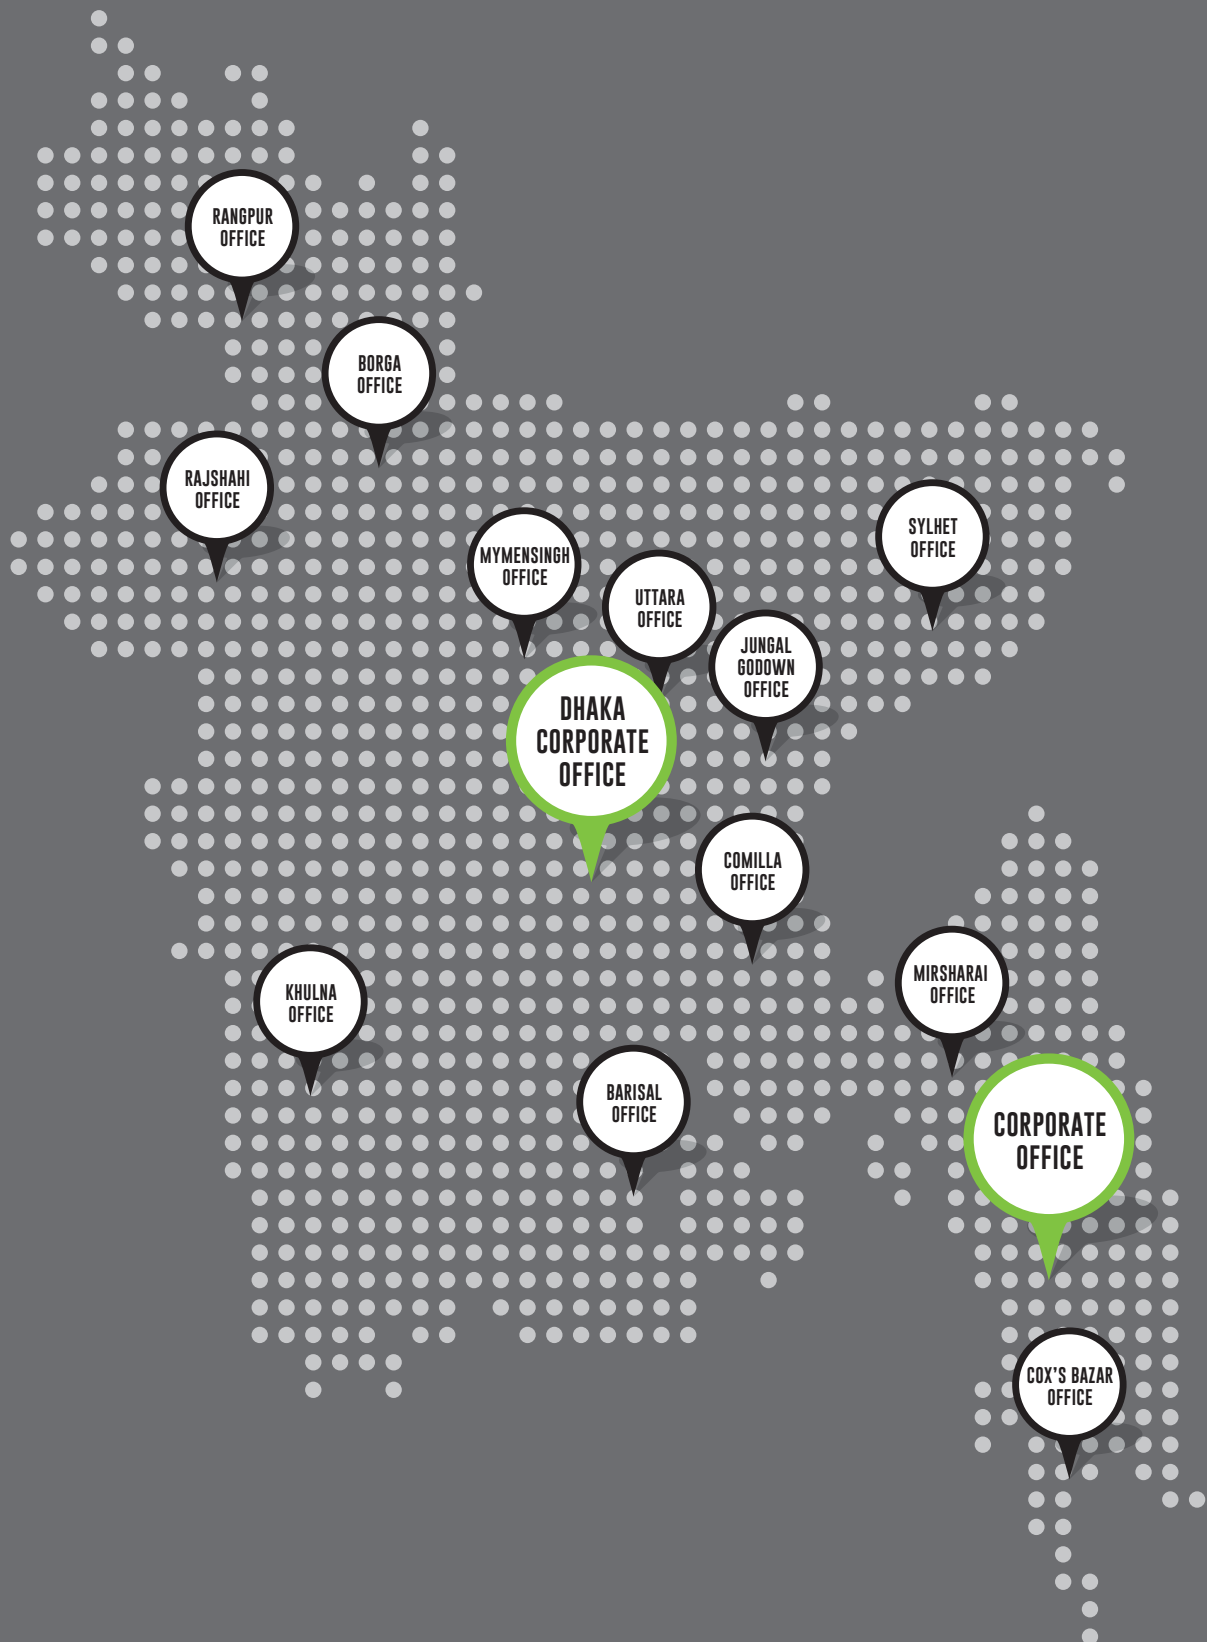 RANGPUR
OFFICE
BORGA
OFFICE
RAJSHAHI
OFFICE
SYLHET
OFFICE
MYMENSINGH
OFFICE
UTTARA
OFFICE
JUNGAL
GODOWN
OFFICE
DHAKA
CORPORATE
OFFICE
COMILLA
OFFICE
MIRSHARAI
OFFICE
KHULNA
OFFICE
BARISAL
OFFICE
CORPORATE
OFFICE
COX'S BAZAR
OFFICE